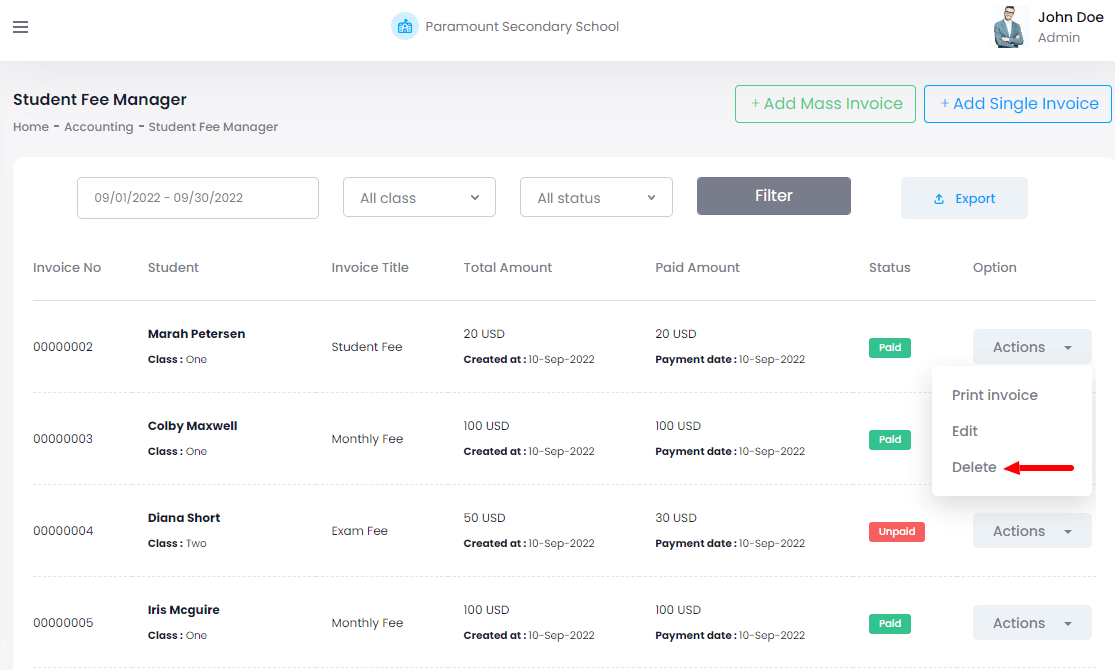 Paramount Secondary School
John Doe
Admin
Student Fee Manager
Home - Accounting - Student Fee Manager
+ Add Mass Invoice
+ Add Single Invoice
09/01/2022 - 09/30/2022
All class
All status
Filter
Export
Invoice No Student Invoice Title Total Amount Paid Amount Status Option
00000002
Marah Petersen
Class : One
Student Fee
20 USD
Created at : 10-Sep-2022
20 USD
Payment date : 10-Sep-2022
Paid
Actions
Print invoice
Edit
Delete
00000003
Colby Maxwell
Class : One
Monthly Fee
100 USD
Created at : 10-Sep-2022
100 USD
Payment date : 10-Sep-2022
Paid
00000004
Diana Short
Class : Two
Exam Fee
50 USD
Created at : 10-Sep-2022
30 USD
Payment date : 10-Sep-2022
Unpaid
Actions
00000005
Iris Mcguire
Class : One
Monthly Fee
100 USD
Created at : 10-Sep-2022
100 USD
Payment date : 10-Sep-2022
Paid
Actions